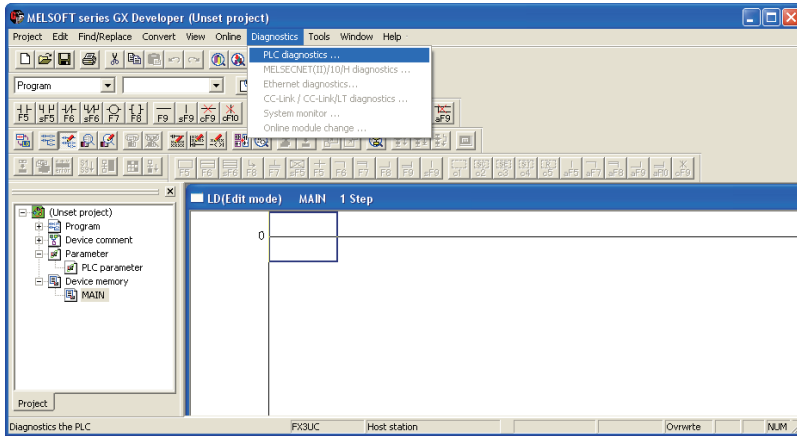 MELSOFT series GX Developer (Unset project)
Project Edit Find/Replace Convert View Online Diagnostics Tools Window Help
PLC diagnostics ...
MELSECNET(II)/10/H diagnostics ...
Ethernet diagnostics...
CC-Link / CC-Link/LT diagnostics ...
System monitor ...
Online module change ...
Program
F5 sF5 F6 sF6 F7 F8 F9 sF9 cF9 cF10 aF9
F5 F6 sF6 F8 F7 sF5 F5 F6 F7 F8 F9 sF9 c1 c2 c3 c4 c5 aF5 aF7 aF8 aF9 aF10 cF9
LD(Edit mode) MAIN 1 Step
0
(Unset project)
Program
Device comment
Parameter
PLC parameter
Device memory
MAIN
Project
Diagnostics the PLC FX3UC Host station Ovrwrte NUM